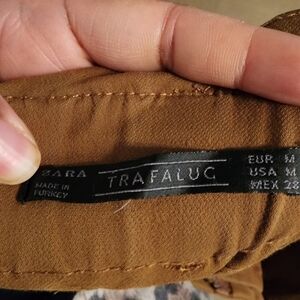 ZARA
MADE IN
TURKEY
TRAFALUC
EUR M
USA M
MEX 28